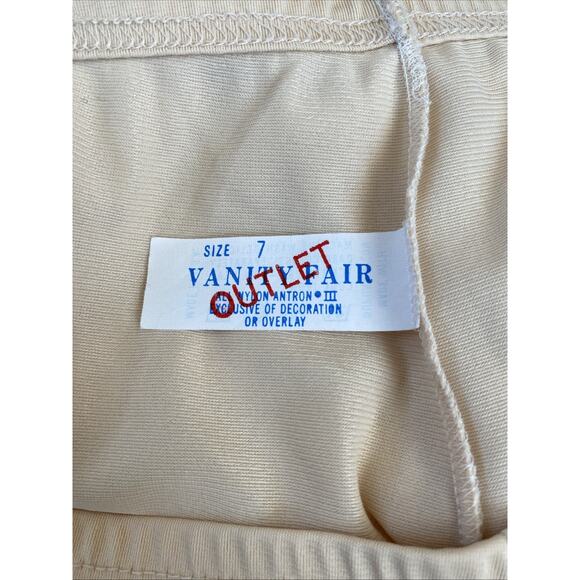 SIZE 7
VANITY FAIR
OUTLET
ALL NYLON ANTRON ® III
EXCLUSIVE OF DECORATION
OR OVERLAY